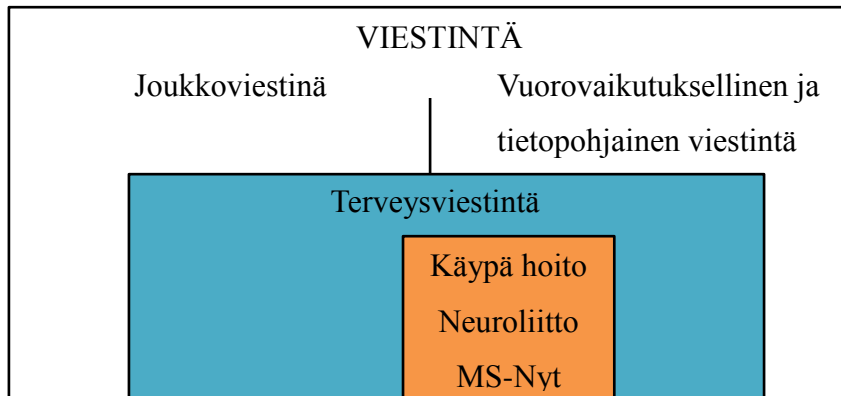 VIESTINTÄ
Joukkoviestinä
Vuorovaikutuksellinen ja
tietopohjainen viestintä
Terveysviestintä
Käypä hoito
Neuroliitto
MS-Nyt